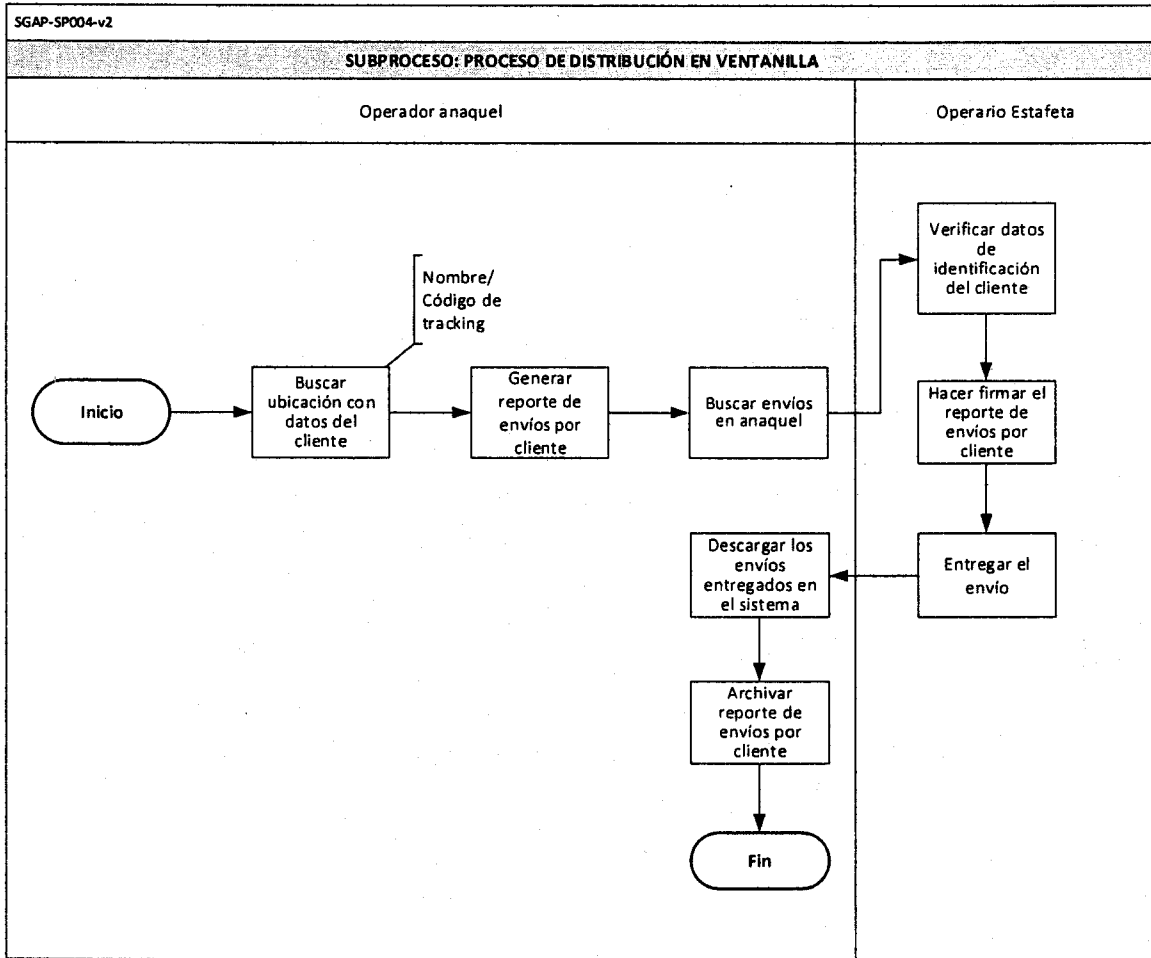 SGAP-SP004-v2
SUBPROCESO: PROCESO DE DISTRIBUCIÓN EN VENTANILLA
Operador anaquel
Operario Estafeta
Inicio
Buscar
ubicación con
datos del
cliente
Nombre/
Código de
tracking
Generar
reporte de
envíos por
cliente
Buscar envíos
en anaquel
Verificar datos
de
identificación
del cliente
Hacer firmar el
reporte de
envíos por
cliente
Entregar el
envío
Descargar los
envíos
entregados en
el sistema
Archivar
reporte de
envíos por
cliente
Fin